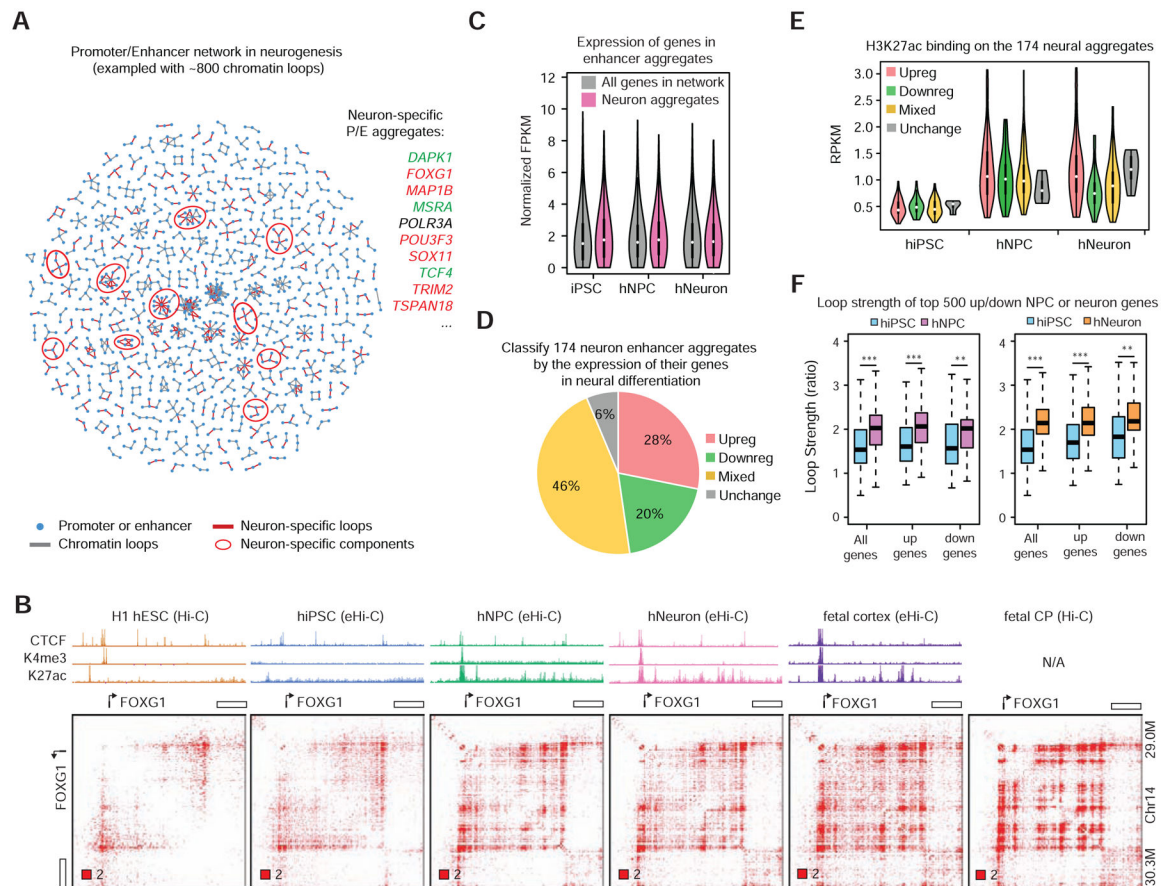 A
Promoter/Enhancer network in neurogenesis
(exampled with ~800 chromatin loops)
Neuron-specific
P/E aggregates:
DAPK1
FOXG1
MAP1B
MSRA
POLR3A
POU3F3
SOX11
TCF4
TRIM2
TSPAN18
...
Promoter or enhancer
Neuron-specific loops
Chromatin loops
Neuron-specific components
C
Expression of genes in
enhancer aggregates
All genes in network
Neuron aggregates
Normalized FPKM
12
10
8
6
4
2
0
iPSC
hNPC
hNeuron
D
Classify 174 neuron enhancer aggregates
by the expression of their genes
in neural differentiation
6%
28%
46%
20%
Upreg
Downreg
Mixed
Unchange
E
H3K27ac binding on the 174 neural aggregates
Upreg
Downreg
Mixed
Unchange
RPKM
3.0
2.5
2.0
1.5
1.0
0.5
hiPSC
hNPC
hNeuron
F
Loop strength of top 500 up/down NPC or neuron genes
hiPSC
hNPC
hiPSC
hNeuron
Loop Strength (ratio)
4
3
2
1
0
4
3
2
1
0
***
***
**
***
***
**
All
genes
up
genes
down
genes
All
genes
up
genes
down
genes
B
H1 hESC (Hi-C)
hiPSC (eHi-C)
hNPC (eHi-C)
hNeuron (eHi-C)
fetal cortex (eHi-C)
fetal CP (Hi-C)
CTCF
K4me3
K27ac
N/A
FOXG1
FOXG1
FOXG1
FOXG1
FOXG1
FOXG1
FOXG1
29.0M
Chr14
30.3M
2
2
2
2
2
2